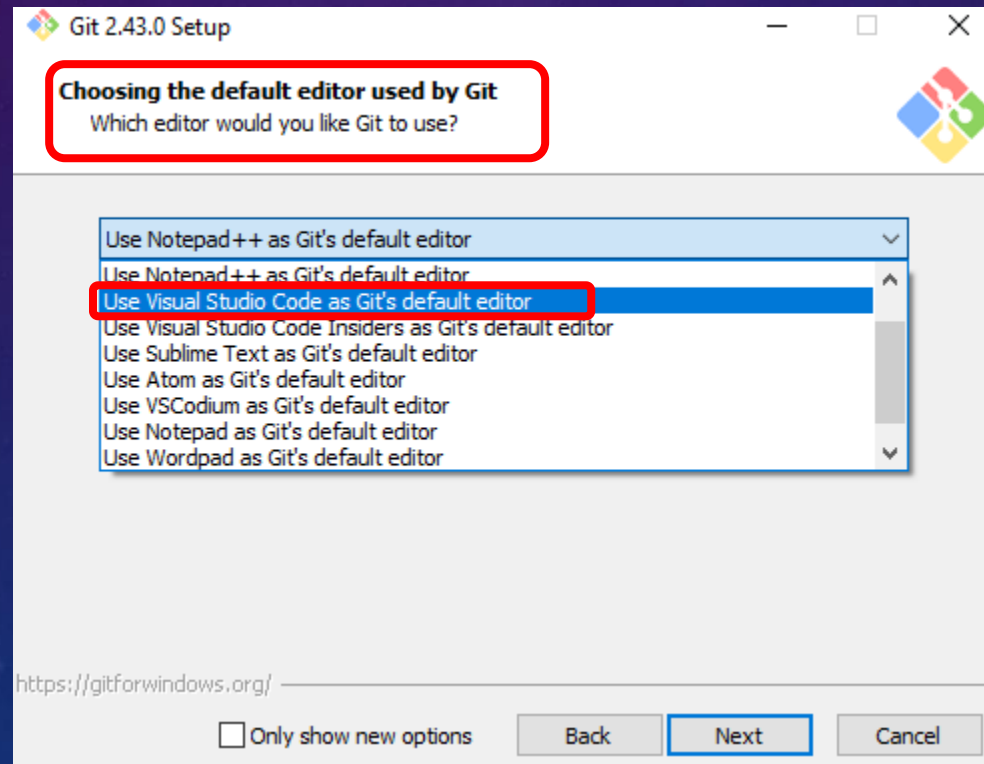 Git 2.43.0 Setup
Choosing the default editor used by Git
Which editor would you like Git to use?
Use Notepad++ as Git's default editor
Use Notepad++ as Git's default editor
Use Visual Studio Code as Git's default editor
Use Visual Studio Code Insiders as Git's default editor
Use Sublime Text as Git's default editor
Use Atom as Git's default editor
Use VSCodium as Git's default editor
Use Notepad as Git's default editor
Use Wordpad as Git's default editor
https://gitforwindows.org/
Only show new options Back Next Cancel